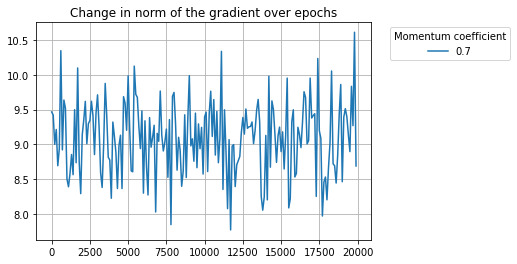 Change in norm of the gradient over epochs
Momentum coefficient
0.7
10.5
10.0
9.5
9.0
8.5
8.0
0 2500 5000 7500 10000 12500 15000 17500 20000